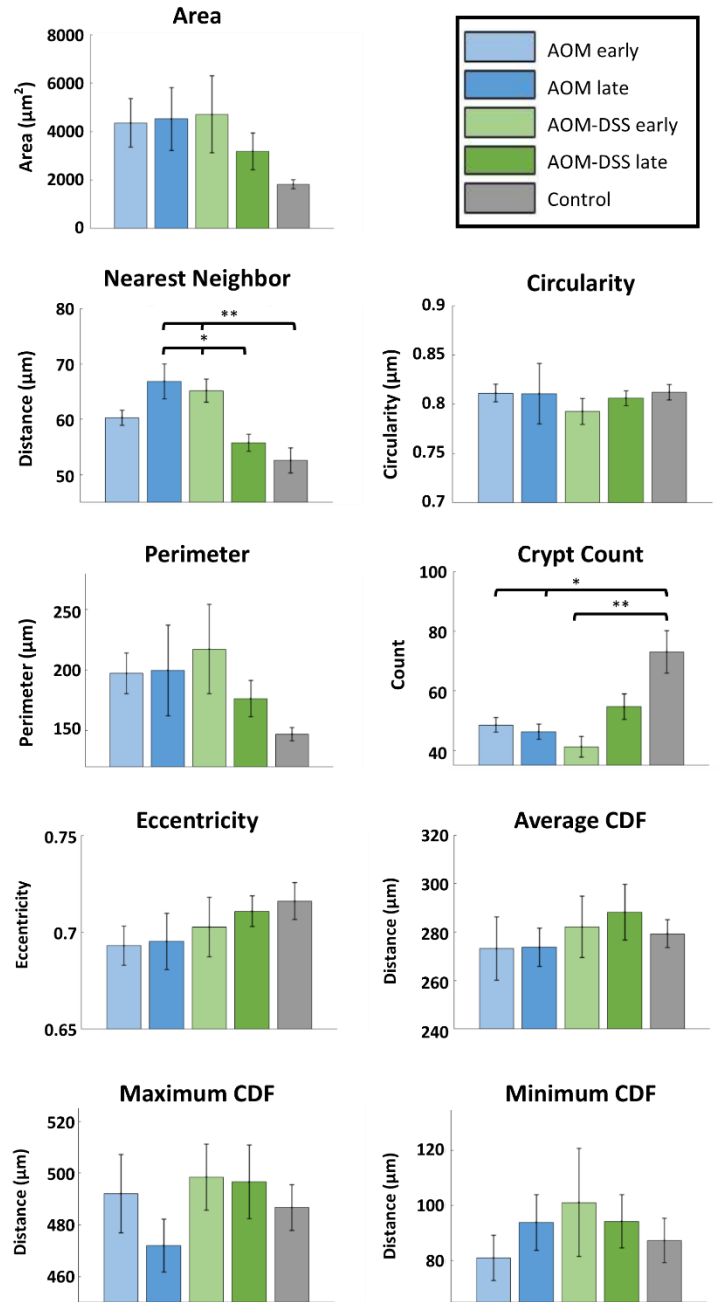 Area
8000
6000
4000
2000
0
Area (µm²)
AOM early
AOM late
AOM-DSS early
AOM-DSS late
Control
Nearest Neighbor
80
70
60
50
Distance (µm)
**
*
Circularity
0.9
0.85
0.8
0.75
0.7
Circularity (µm)
Perimeter
250
200
150
Perimeter (µm)
Crypt Count
100
80
60
40
Count
*
**
Eccentricity
0.75
0.7
0.65
Eccentricity
Average CDF
320
300
280
260
240
Distance (µm)
Maximum CDF
520
500
480
460
Distance (µm)
Minimum CDF
120
100
80
Distance (µm)